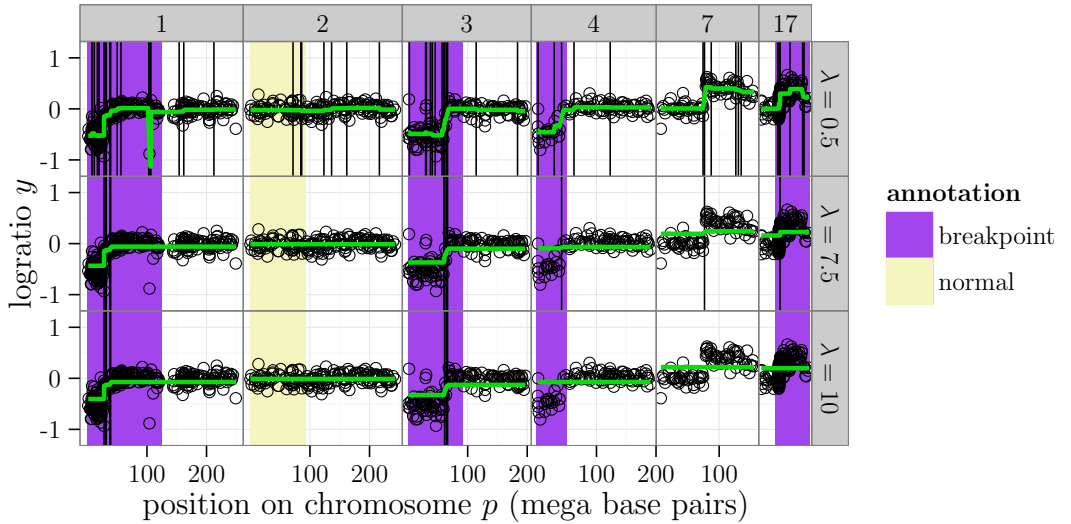 1 2 3 4 7 17
1
0
-1
λ = 0.5
1
0
-1
λ = 7.5
1
0
-1
λ = 10
logratio y
100 200 100 200 100 200 100 200 100
position on chromosome p (mega base pairs)
annotation
breakpoint
normal